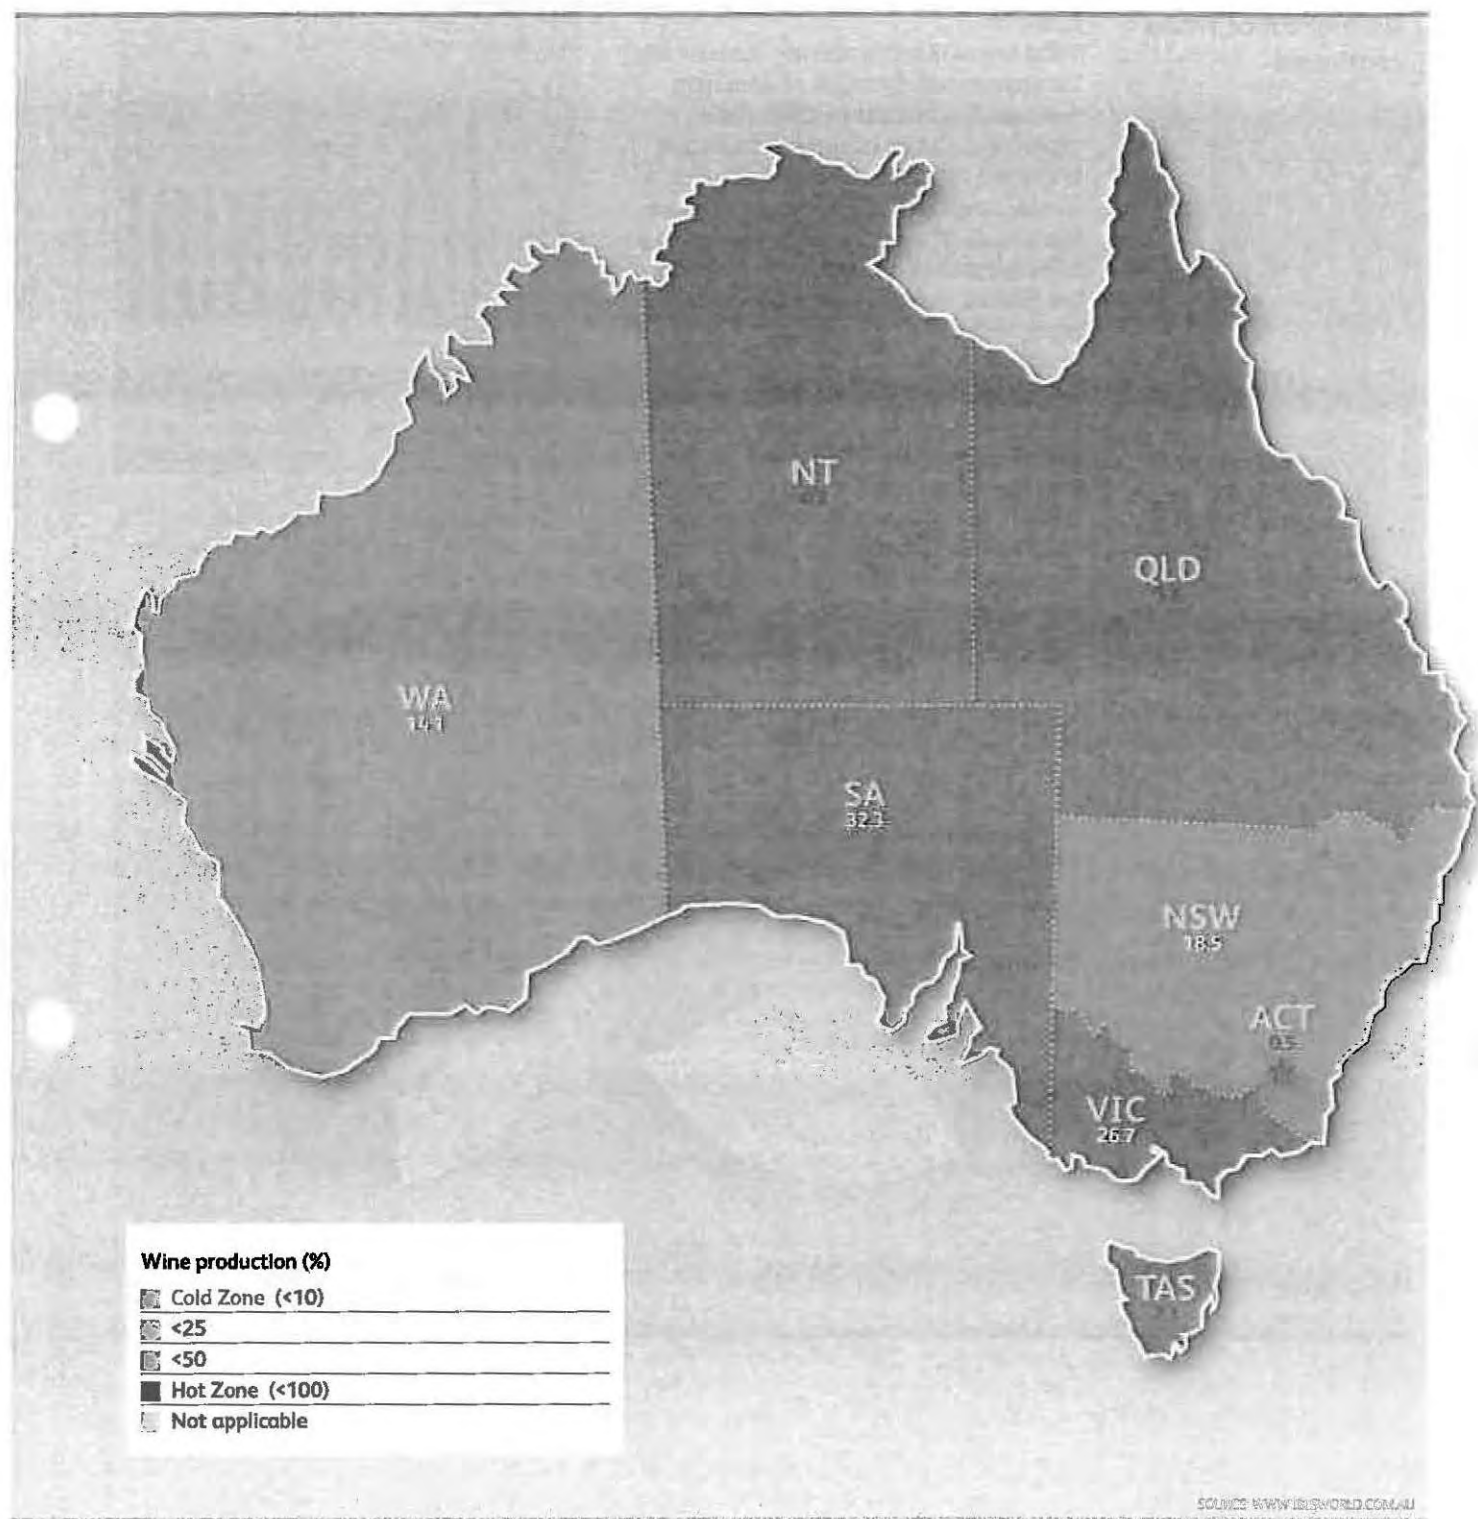 NT
QLD
WA
14.1
SA
32.3
NSW
18.5
ACT
0.5
VIC
26.7
TAS
Wine production (%)
Cold Zone (<10)
<25
<50
Hot Zone (<100)
Not applicable
SOURCE: WWW.IBISWORLD.COM.AU